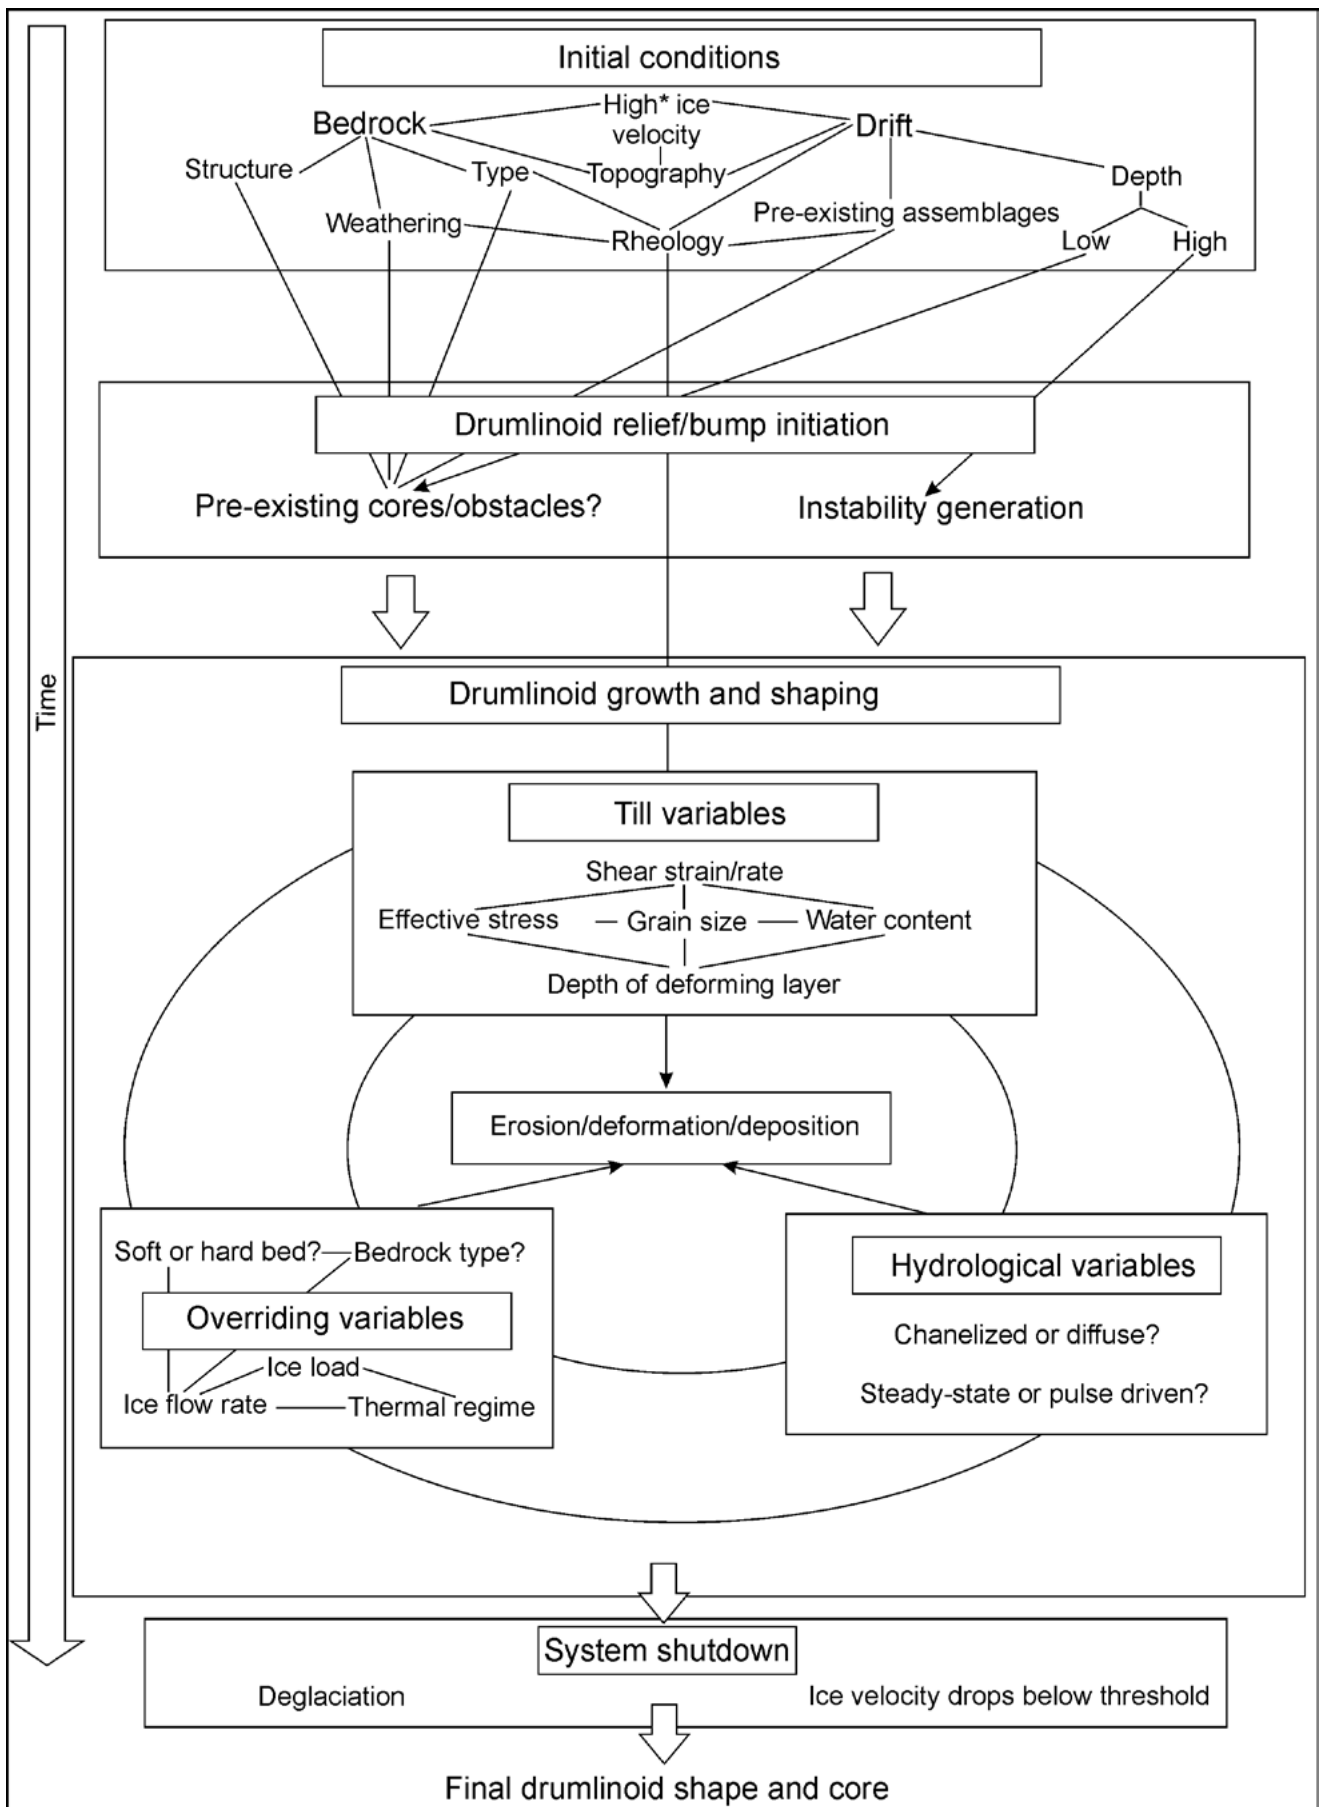 Initial conditions
High* ice
velocity
Bedrock
Drift
Structure
Type
Topography
Depth
Weathering
Pre-existing assemblages
Rheology
Low
High
Drumlinoid relief/bump initiation
Pre-existing cores/obstacles?
Instability generation
Time
Drumlinoid growth and shaping
Till variables
Shear strain/rate
Effective stress
Grain size
Water content
Depth of deforming layer
Erosion/deformation/deposition
Soft or hard bed?
Bedrock type?
Overriding variables
Ice load
Ice flow rate
Thermal regime
Hydrological variables
Chanelized or diffuse?
Steady-state or pulse driven?
System shutdown
Deglaciation
Ice velocity drops below threshold
Final drumlinoid shape and core